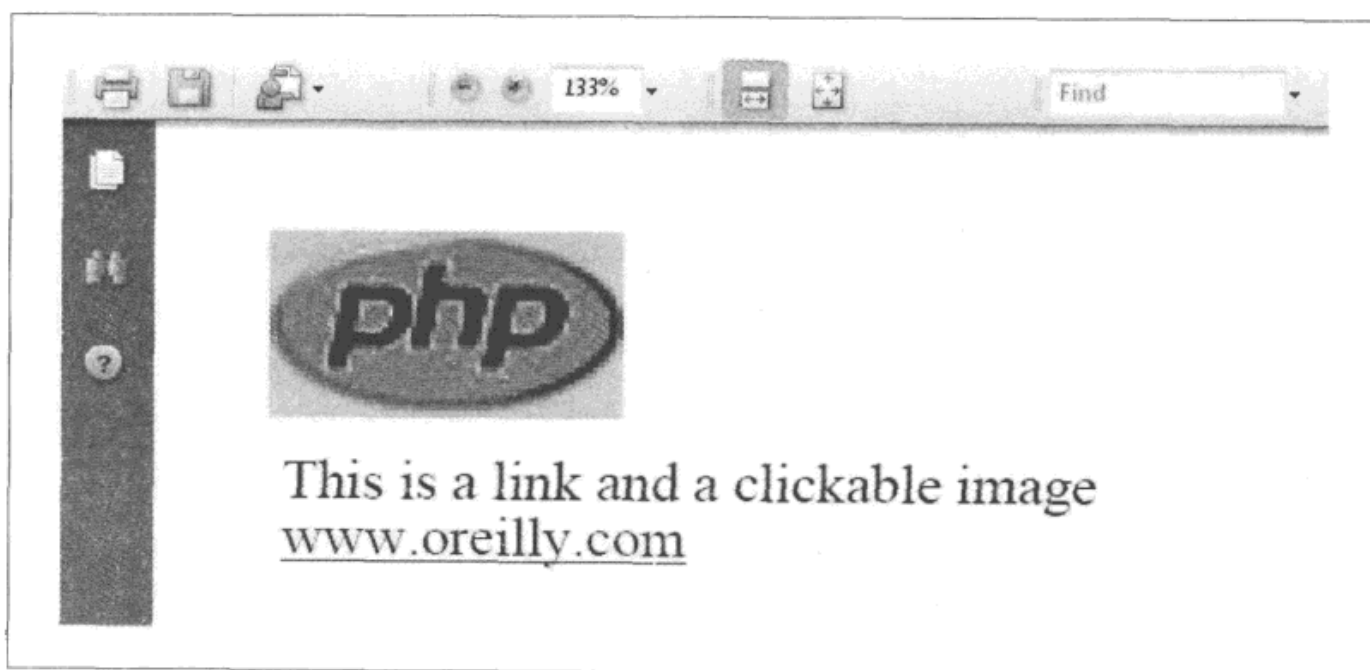 133%
Find
?
php
This is a link and a clickable image
www.oreilly.com